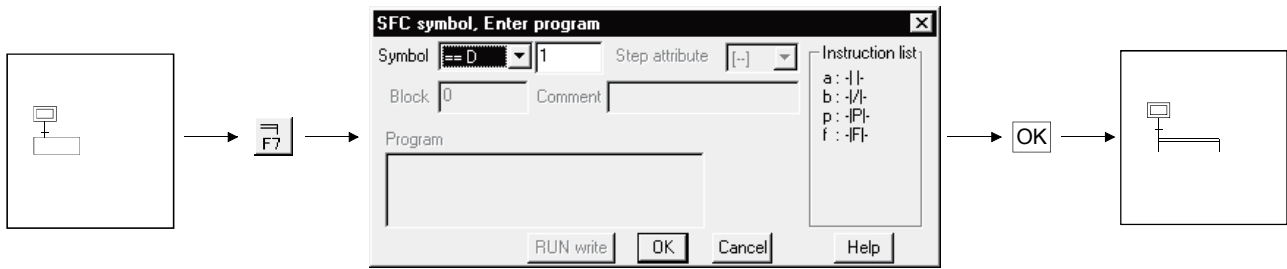 SFC symbol, Enter program
Symbol == D 1 Step attribute [--]
Block 0 Comment
Program
Instruction list
a : -| |-
b : -|/|-
p : -|P|-
f : -|F|-
RUN write OK Cancel Help
F7
OK